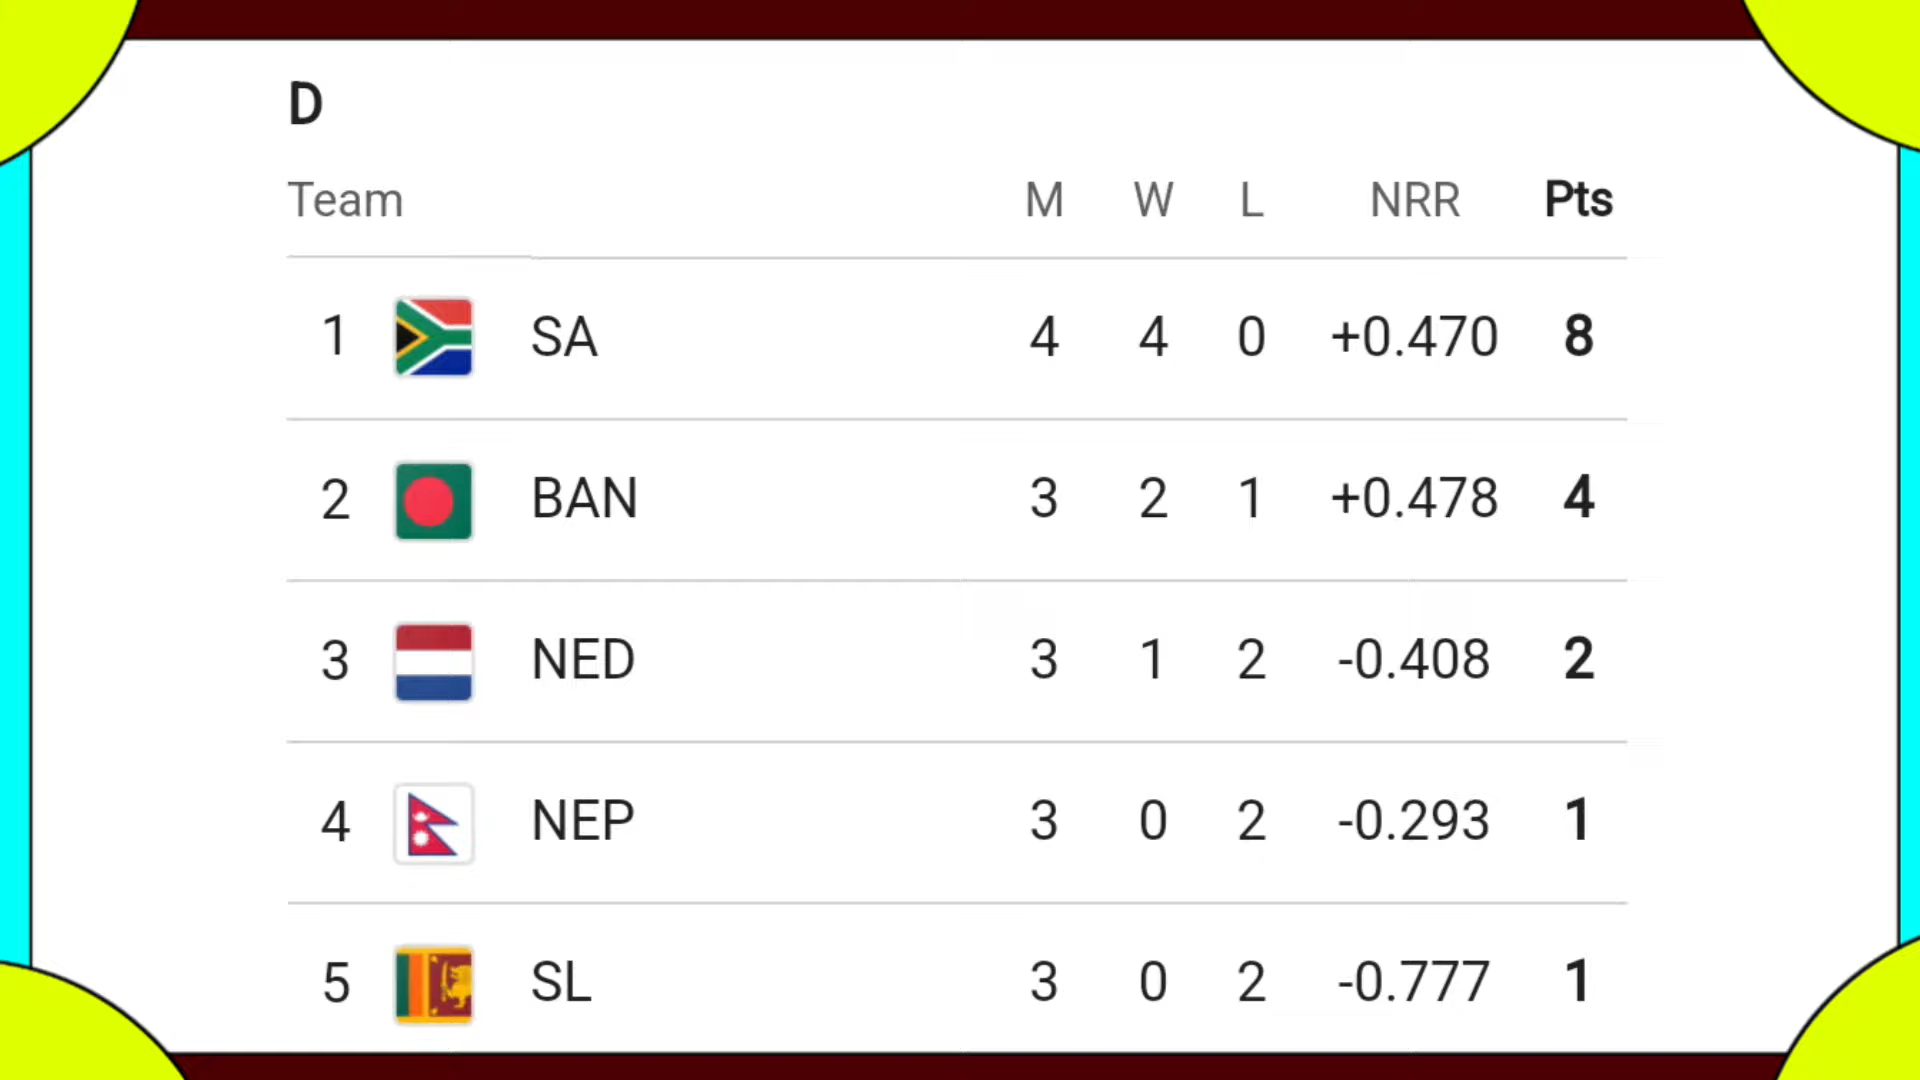 D
Team M W L NRR Pts
1 SA 4 4 0 +0.470 8
2 BAN 3 2 1 +0.478 4
3 NED 3 1 2 -0.408 2
4 NEP 3 0 2 -0.293 1
5 SL 3 0 2 -0.777 1